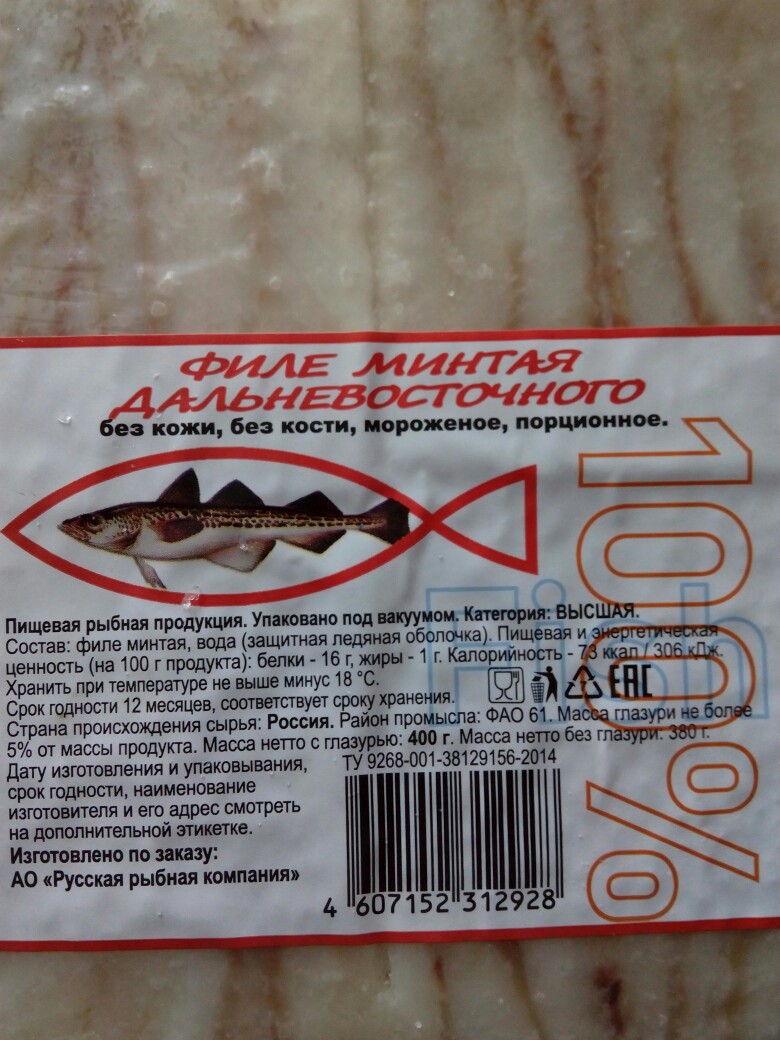 ФИЛЕ МИНТАЯ
ДАЛЬНЕВОСТОЧНОГО
без кожи, без кости, мороженое, порционное.
100%
Fish
Пищевая рыбная продукция. Упаковано под вакуумом. Категория: ВЫСШАЯ.
Состав: филе минтая, вода (защитная ледяная оболочка). Пищевая и энергетическая
ценность (на 100 г продукта): белки - 16 г, жиры - 1 г. Калорийность - 73 ккал / 306 кДж.
Хранить при температуре не выше минус 18 °С.
Срок годности 12 месяцев, соответствует сроку хранения.
EAC
Страна происхождения сырья: Россия. Район промысла: ФАО 61. Масса глазури не более
5% от массы продукта. Масса нетто с глазурью: 400 г. Масса нетто без глазури: 380 г.
Дату изготовления и упаковывания,
срок годности, наименование
изготовителя и его адрес смотреть
на дополнительной этикетке.
Изготовлено по заказу:
АО «Русская рыбная компания»
ТУ 9268-001-38129156-2014
4 607152 312928